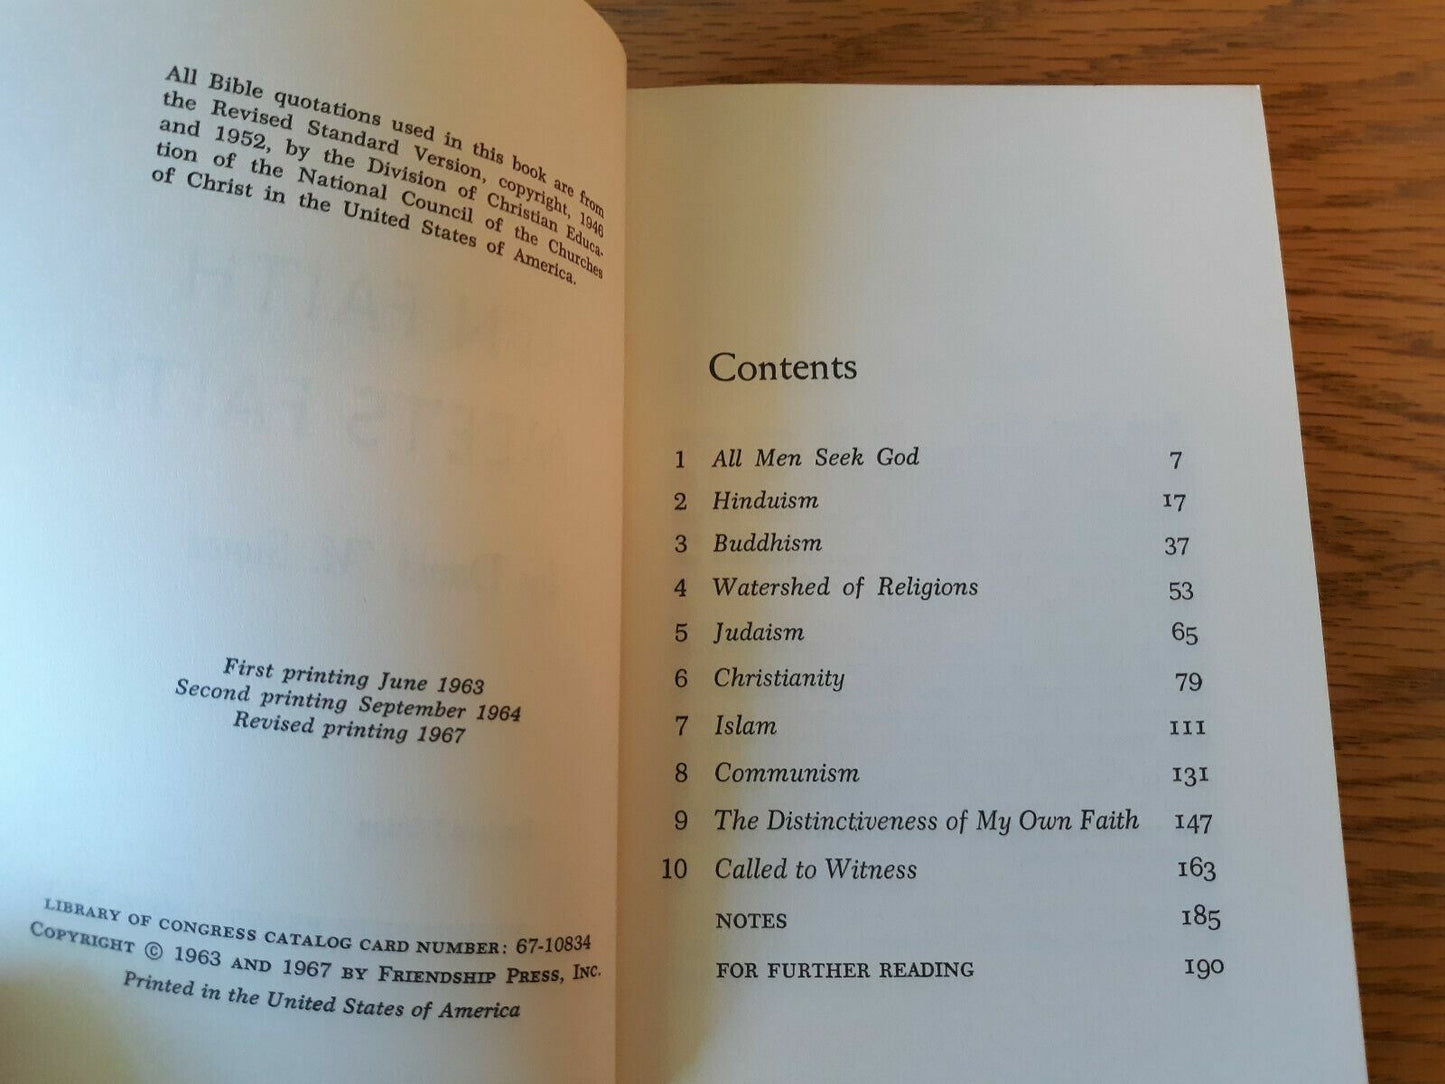 All Bible quotations used in this book are from
the Revised Standard Version, copyright, 1946
and 1952, by the Division of Christian Educa-
tion of the National Council of the Churches
of Christ in the United States of America.
First printing June 1963
Second printing September 1964
Revised printing 1967
LIBRARY OF CONGRESS CATALOG CARD NUMBER: 67-10834
COPYRIGHT © 1963 AND 1967 BY FRIENDSHIP PRESS, INC.
Printed in the United States of America
Contents
1 All Men Seek God 7
2 Hinduism 17
3 Buddhism 37
4 Watershed of Religions 53
5 Judaism 65
6 Christianity 79
7 Islam 111
8 Communism 131
9 The Distinctiveness of My Own Faith 147
10 Called to Witness 163
NOTES 185
FOR FURTHER READING 190